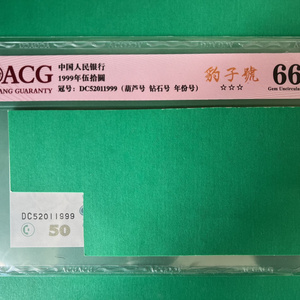 ACG
ANG GUARANTY
中国人民银行
1999年伍拾圆
冠号：DC52011999（葫芦号 钻石号 年份号）
豹子號
☆☆☆
66
Gem Uncircula
DC52011999
50
ACGACG